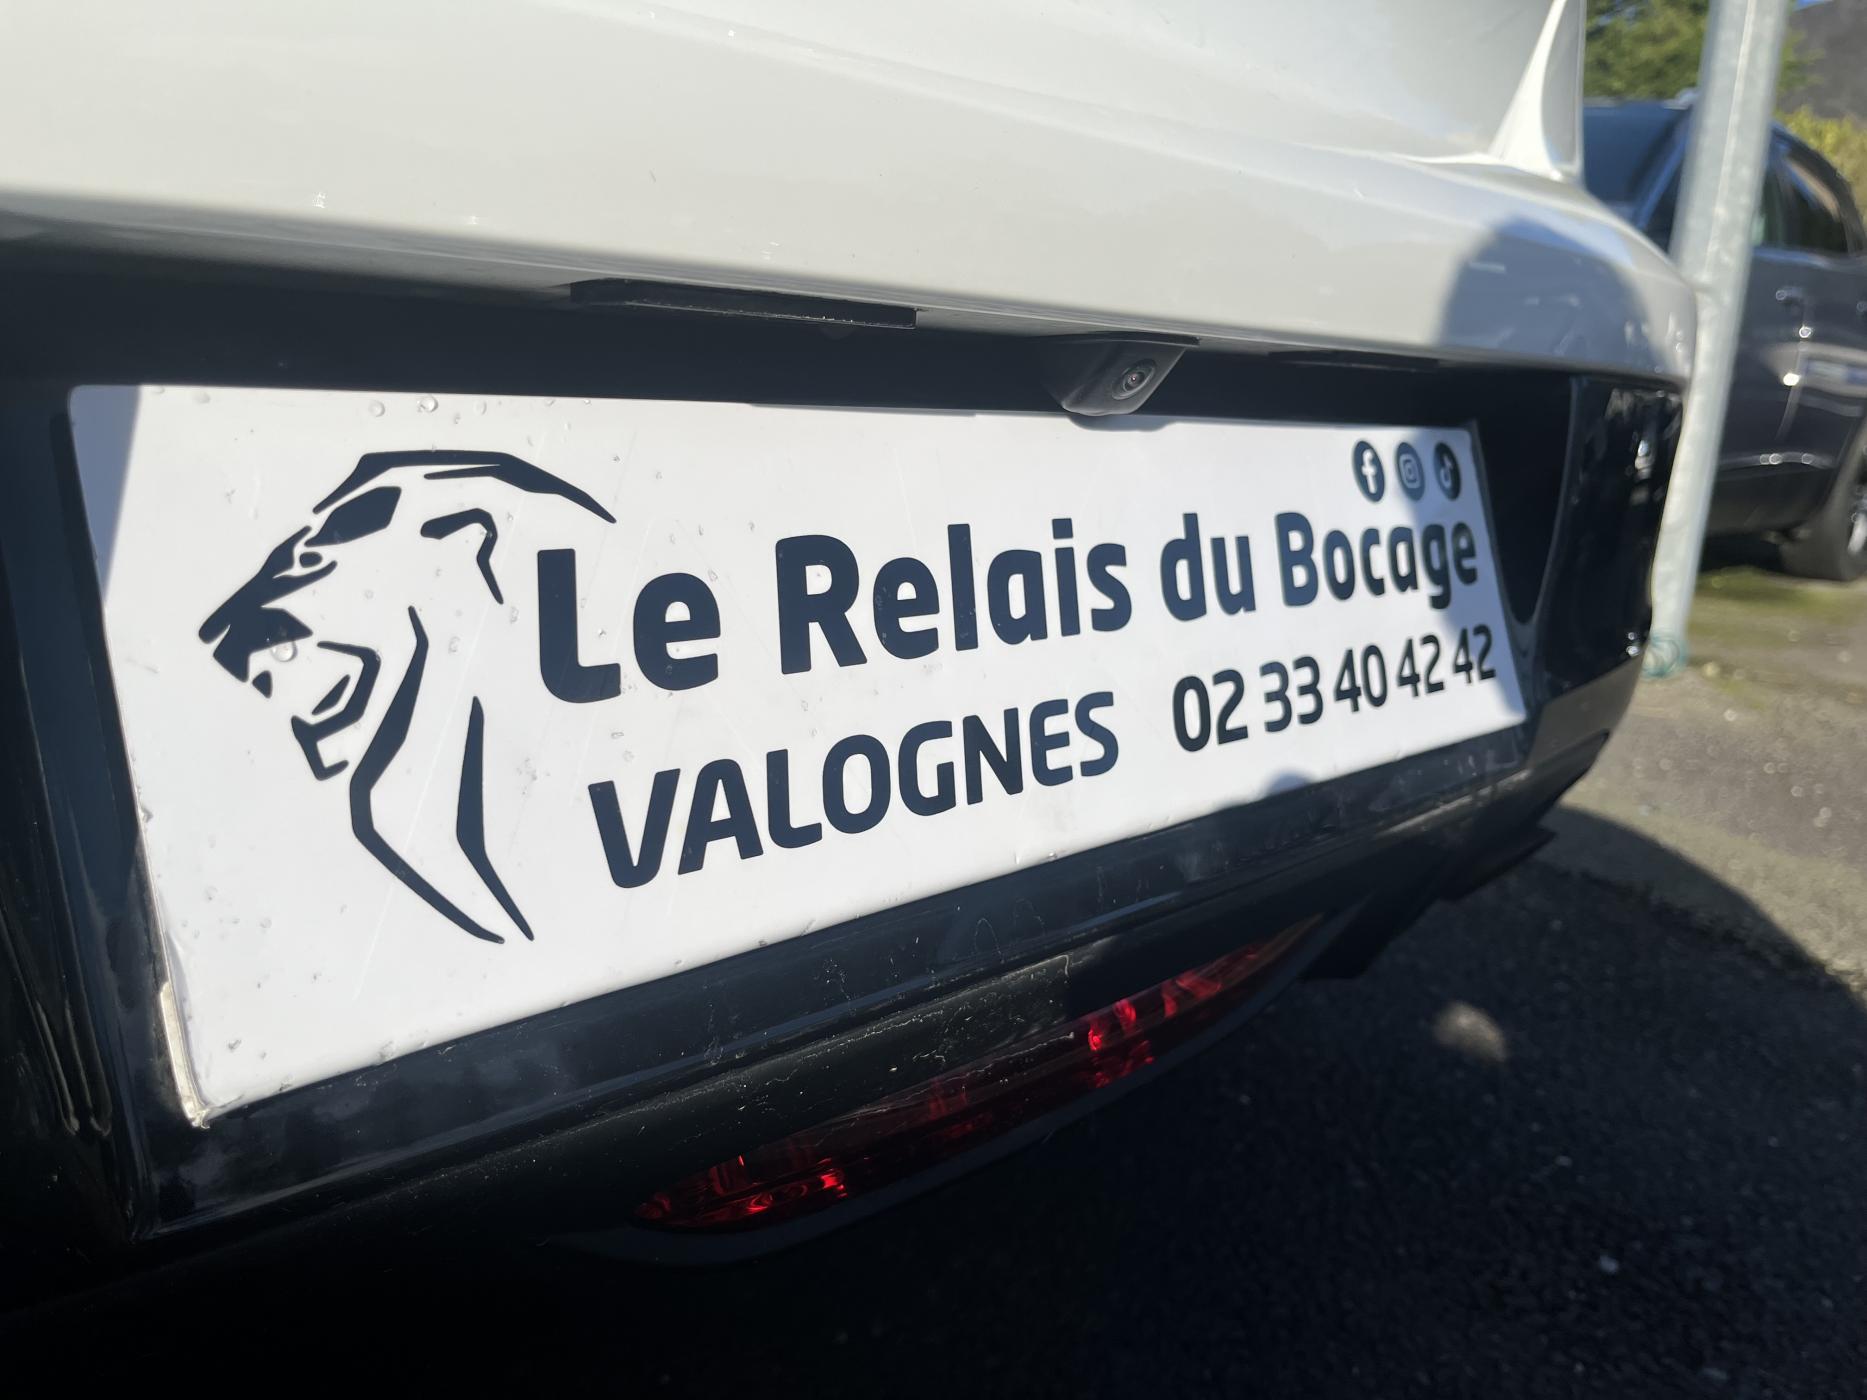 Le Relais du Bocage
VALOGNES 02 33 40 42 42